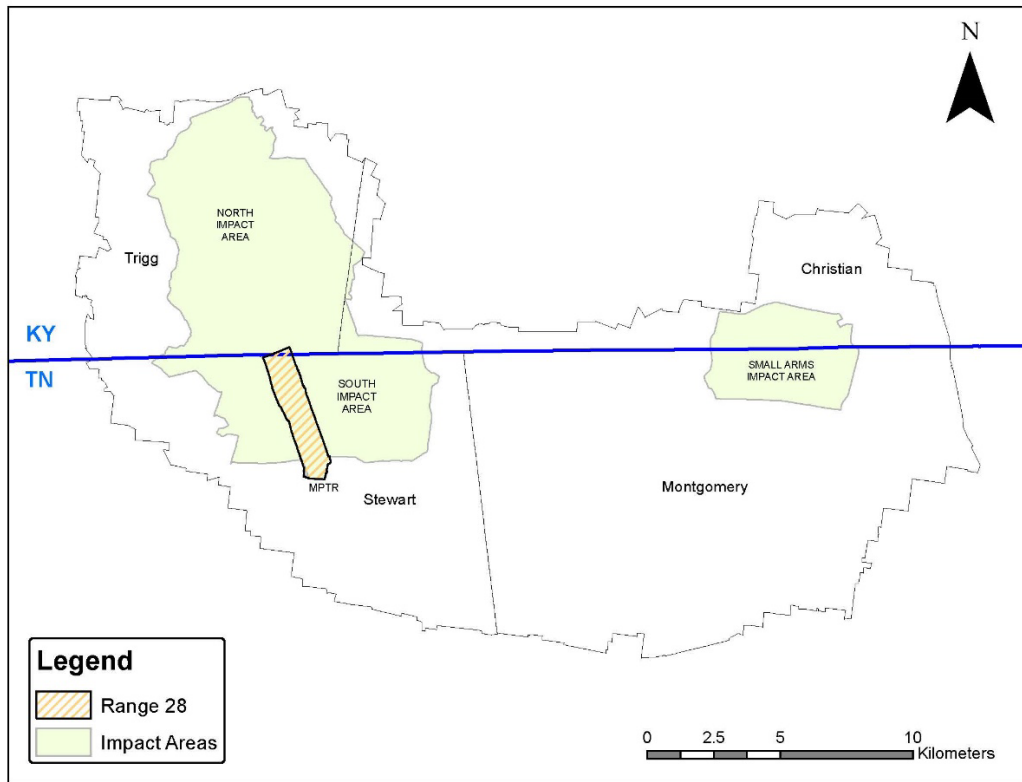 N
NORTH
IMPACT
AREA
Trigg
Christian
KY
TN
SMALL ARMS
IMPACT AREA
SOUTH
IMPACT
AREA
MPTR
Stewart
Montgomery
Legend
Range 28
Impact Areas
0 2.5 5 10
Kilometers